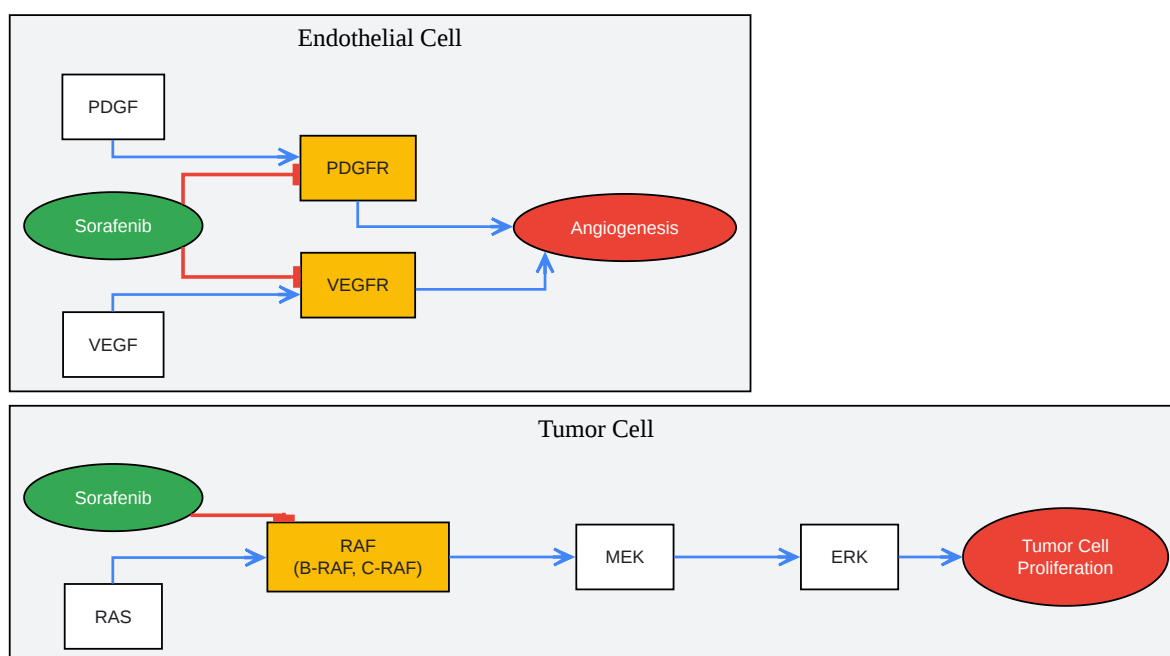 Endothelial Cell
PDGF
PDGFR
Sorafenib
Angiogenesis
VEGFR
VEGF
Tumor Cell
Sorafenib
RAF
(B-RAF, C-RAF)
MEK
ERK
Tumor Cell
Proliferation
RAS